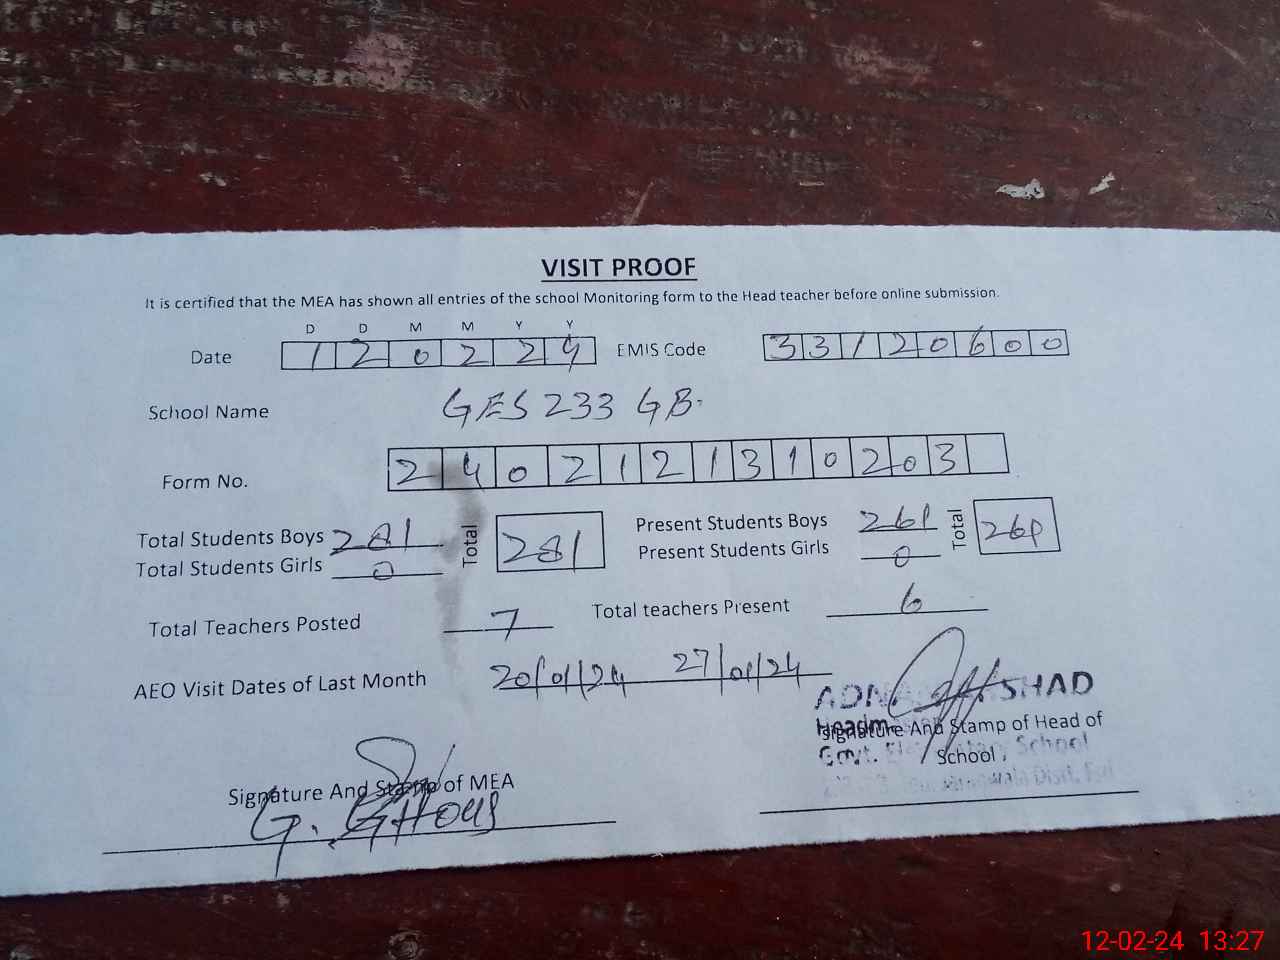 VISIT PROOF
It is certified that the MEA has shown all entries of the school Monitoring form to the Head teacher before online submission.
D D M M Y Y
Date 1 2 0 2 2 4 EMIS Code 3 3 1 2 0 6 0 0
School Name GES 233 GB.
Form No. 2 4 0 2 1 2 1 3 1 0 2 0 3
Total Students Boys 281 Total 281 Present Students Boys 261 Total 261
Total Students Girls 0 Present Students Girls 0
Total Teachers Posted 7 Total teachers Present 6
AEO Visit Dates of Last Month 20/01/24 27/01/24
SHAD
Signature And Stamp of Head of
School
Govt. School
Signature And Stamp of MEA
G. GHous
12-02-24 13:27